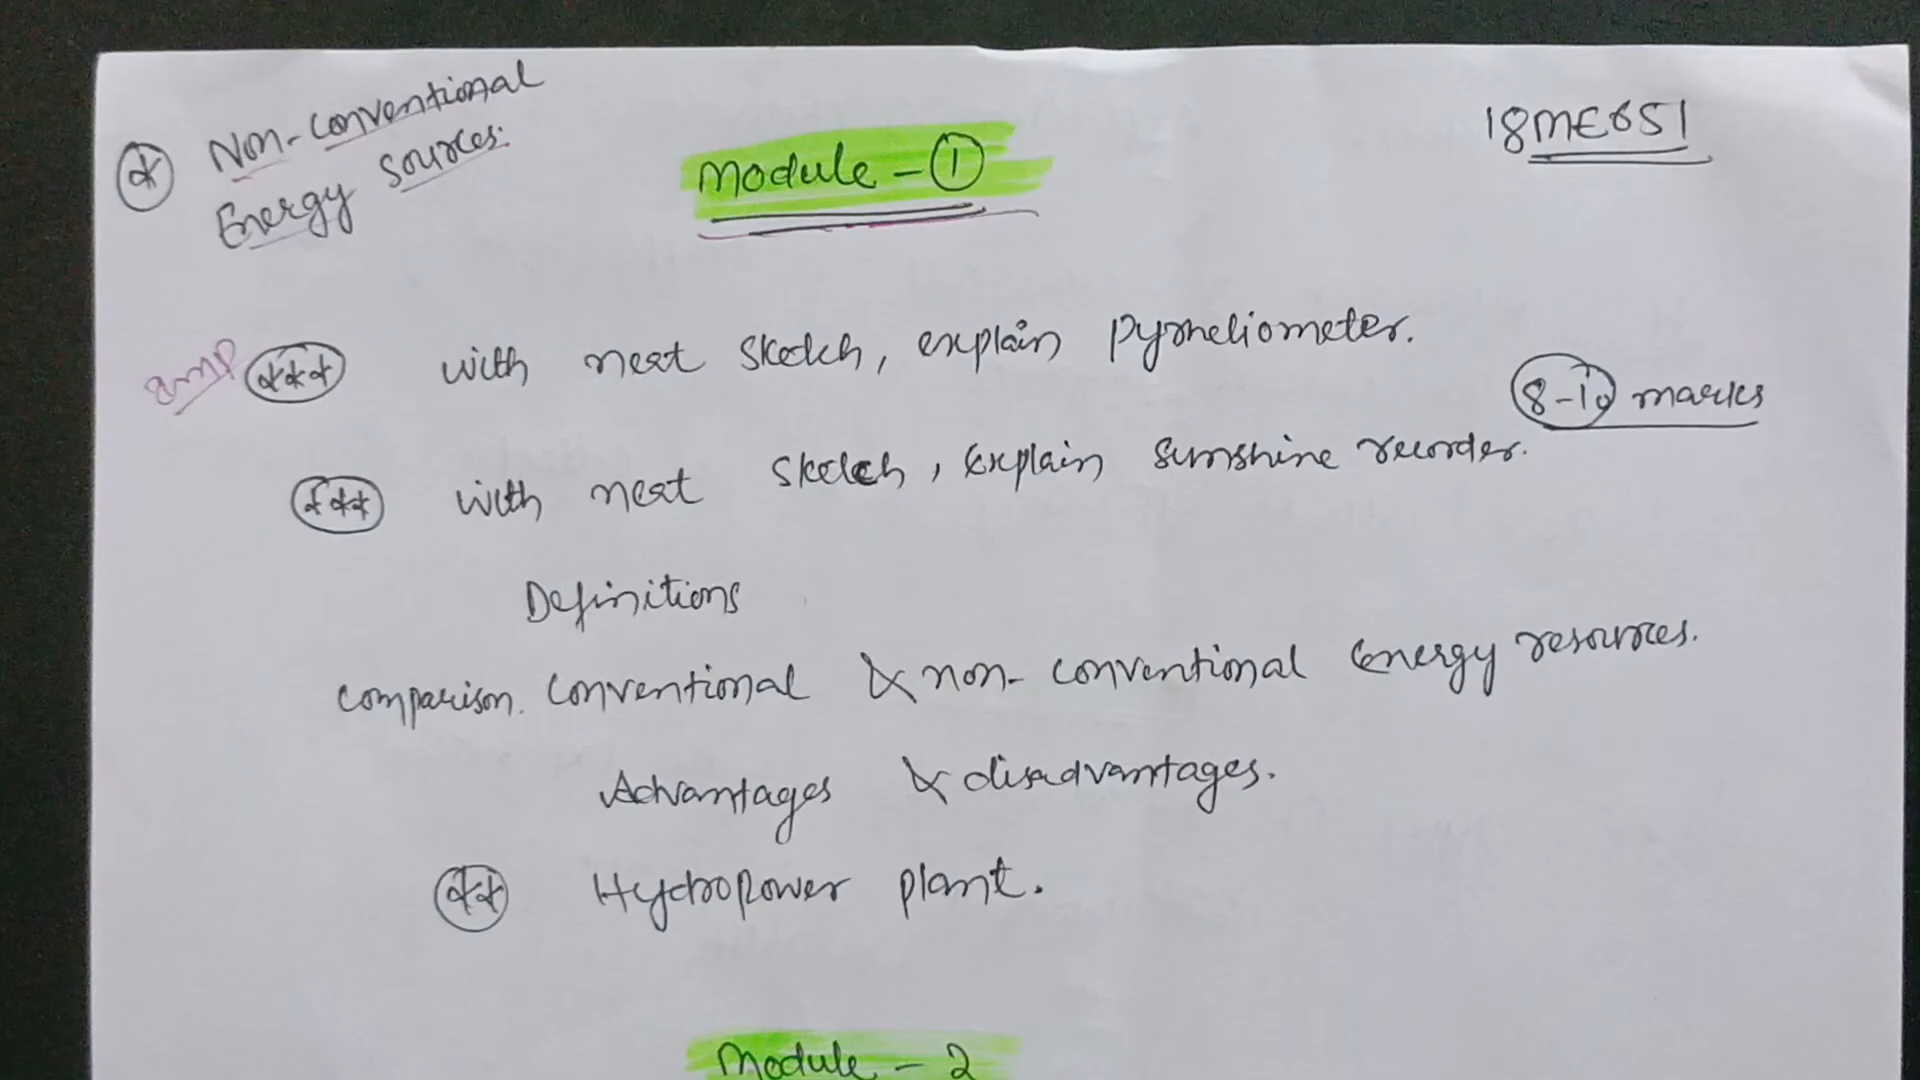 * Non-Conventional
Energy Sources:
Module - 1
18ME651
Imp *** with neat sketch, explain pyrheliometer.
8-10 marks
*** with neat sketch, explain sunshine recorder.
Definitions
comparison. conventional & non-conventional energy resources.
Advantages & disadvantages.
** Hydropower plant.
Module - 2